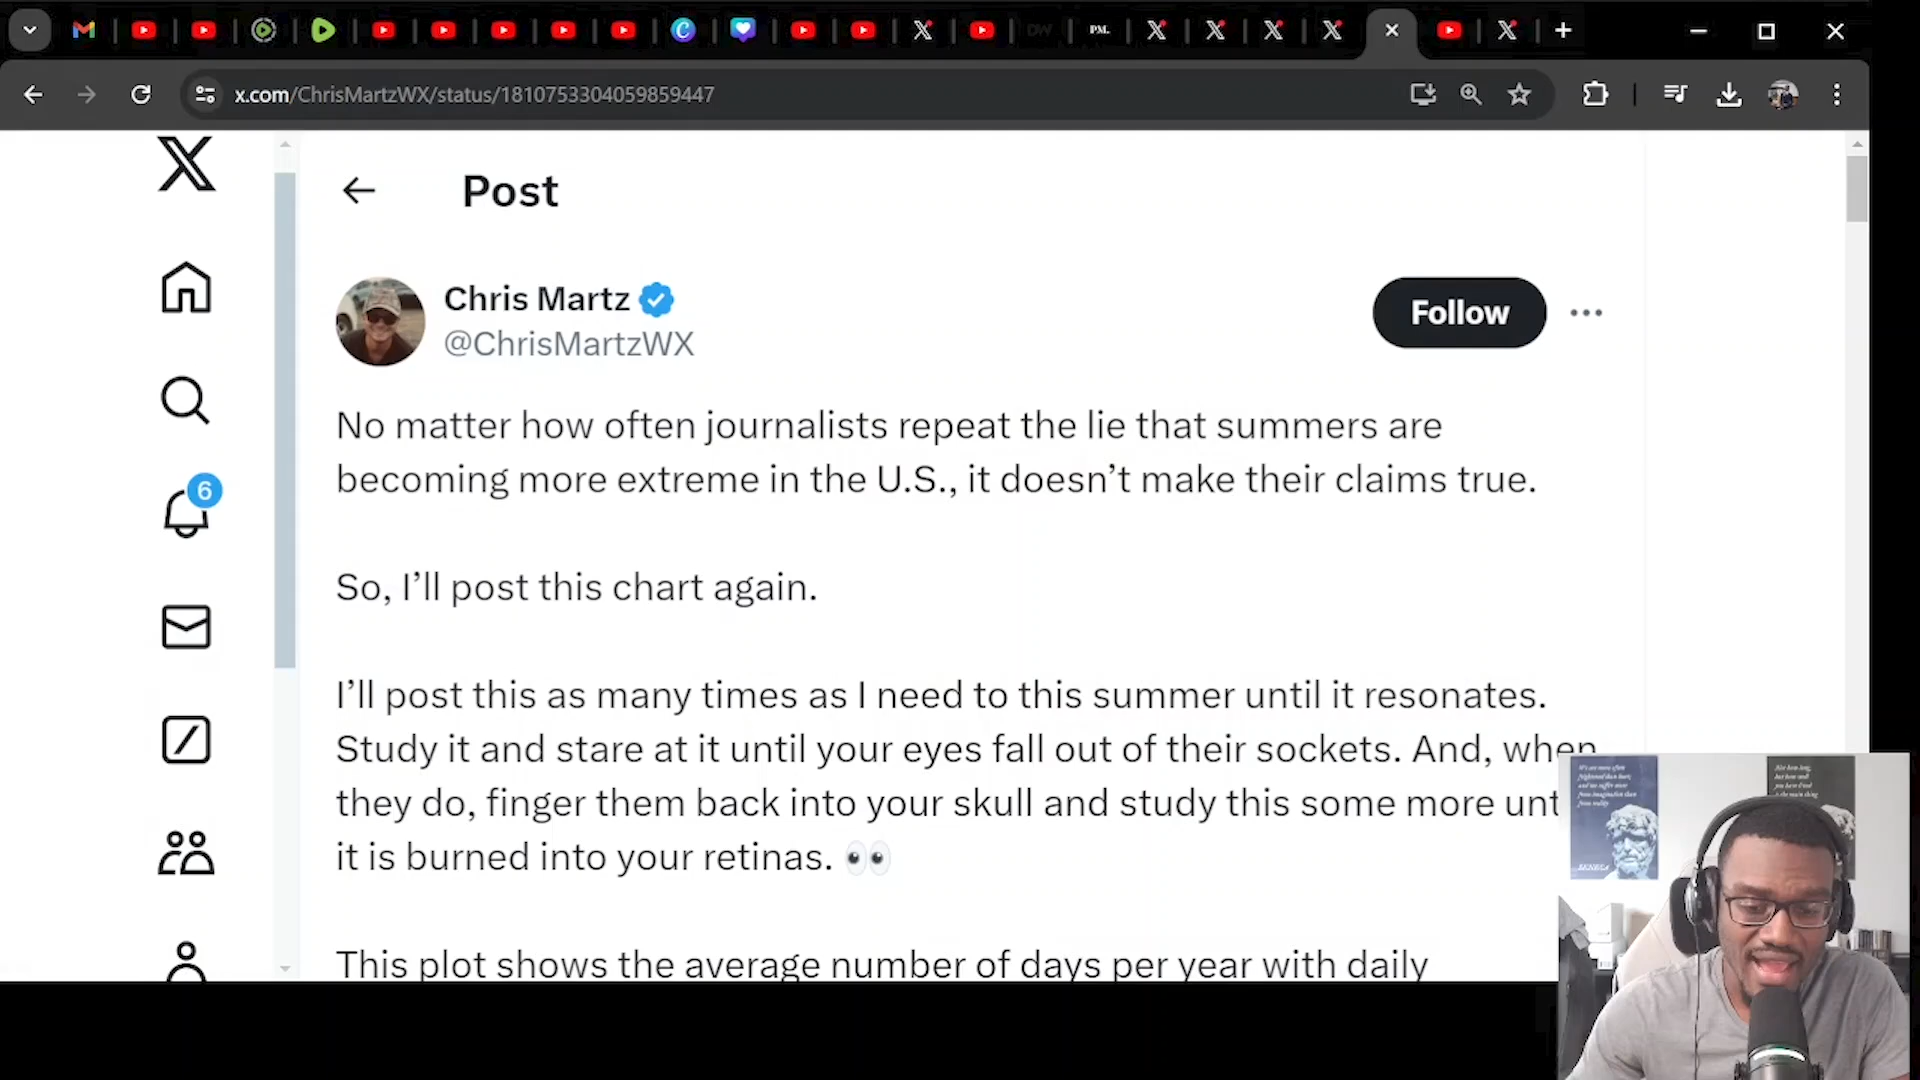 PM.
x.com/ChrisMartzWX/status/1810753304059859447
Post
Chris Martz
@ChrisMartzWX
Follow
6
No matter how often journalists repeat the lie that summers are
becoming more extreme in the U.S., it doesn’t make their claims true.
So, I’ll post this chart again.
I’ll post this as many times as I need to this summer until it resonates.
Study it and stare at it until your eyes fall out of their sockets. And, when
they do, finger them back into your skull and study this some more unt
it is burned into your retinas. 👀
This plot shows the average number of days per year with daily
SENECA